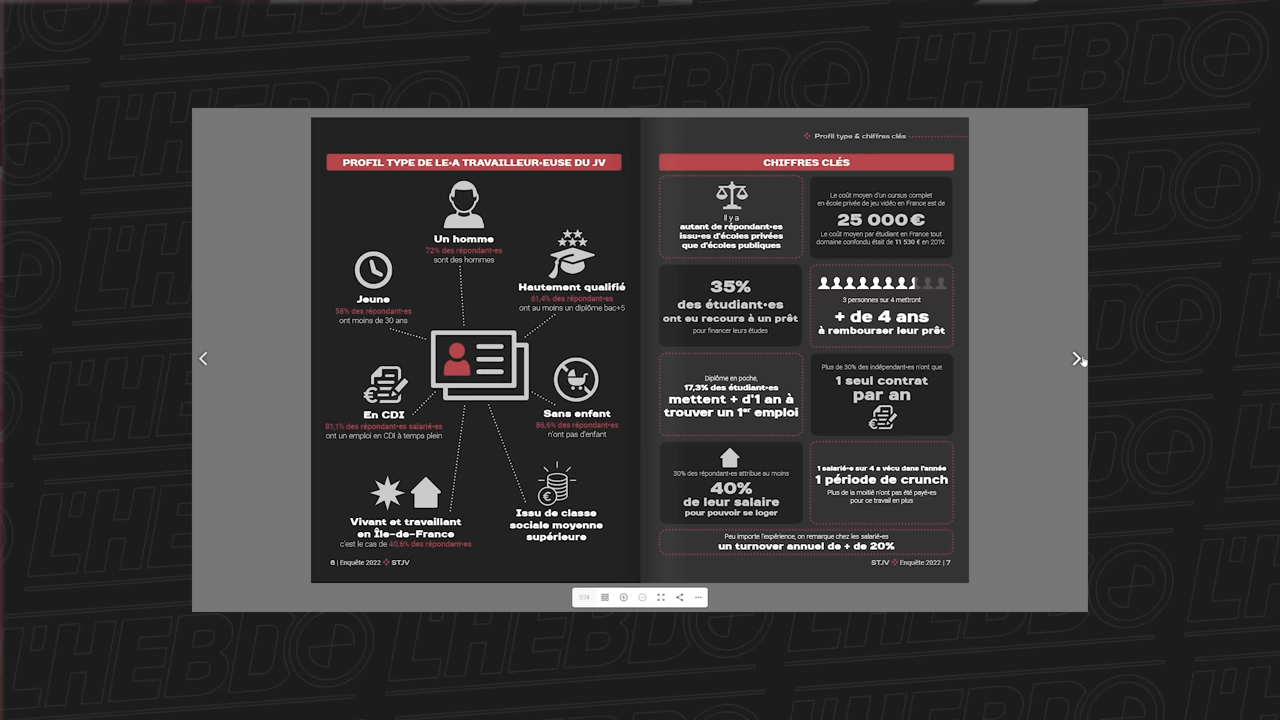 Profil type & chiffres clés
PROFIL TYPE DE LE·A TRAVAILLEUR·EUSE DU JV
Un homme
72% des répondant·es
sont des hommes
Jeune
58% des répondant·es
ont moins de 30 ans
Hautement qualifié
61,4% des répondant·es
ont au moins un diplôme bac+5
En CDI
81.1% des répondant·es salarié·es
ont un emploi en CDI à temps plein
Sans enfant
86,6% des répondant·es
n'ont pas d'enfant
Vivant et travaillant
en Île-de-France
c'est le cas de 40,6% des répondant·es
Issu de classe
sociale moyenne
supérieure
6 | Enquête 2022 STJV
CHIFFRES CLÉS
Il y a
autant de répondant·es
issu·es d'écoles privées
que d'écoles publiques
Le coût moyen d'un cursus complet
en école privée de jeu vidéo en France est de
25 000 €
Le coût moyen par étudiant en France tout
domaine confondu était de 11 530 € en 2019.
35%
des étudiant·es
ont eu recours à un prêt
pour financer leurs études
3 personnes sur 4 mettront
+ de 4 ans
à rembourser leur prêt
Diplôme en poche,
17,3% des étudiant·es
mettent + d'1 an à
trouver un 1er emploi
Plus de 30% des indépendant·es n'ont que
1 seul contrat
par an
30% des répondant·es attribue au moins
40%
de leur salaire
pour pouvoir se loger
1 salarié·e sur 4 a vécu dans l'année
1 période de crunch
Plus de la moitié n'ont pas été payé·es
pour ce travail en plus
Peu importe l'expérience, on remarque chez les salarié·es
un turnover annuel de + de 20%
STJV Enquête 2022 | 7
7/74
L'HEBDO